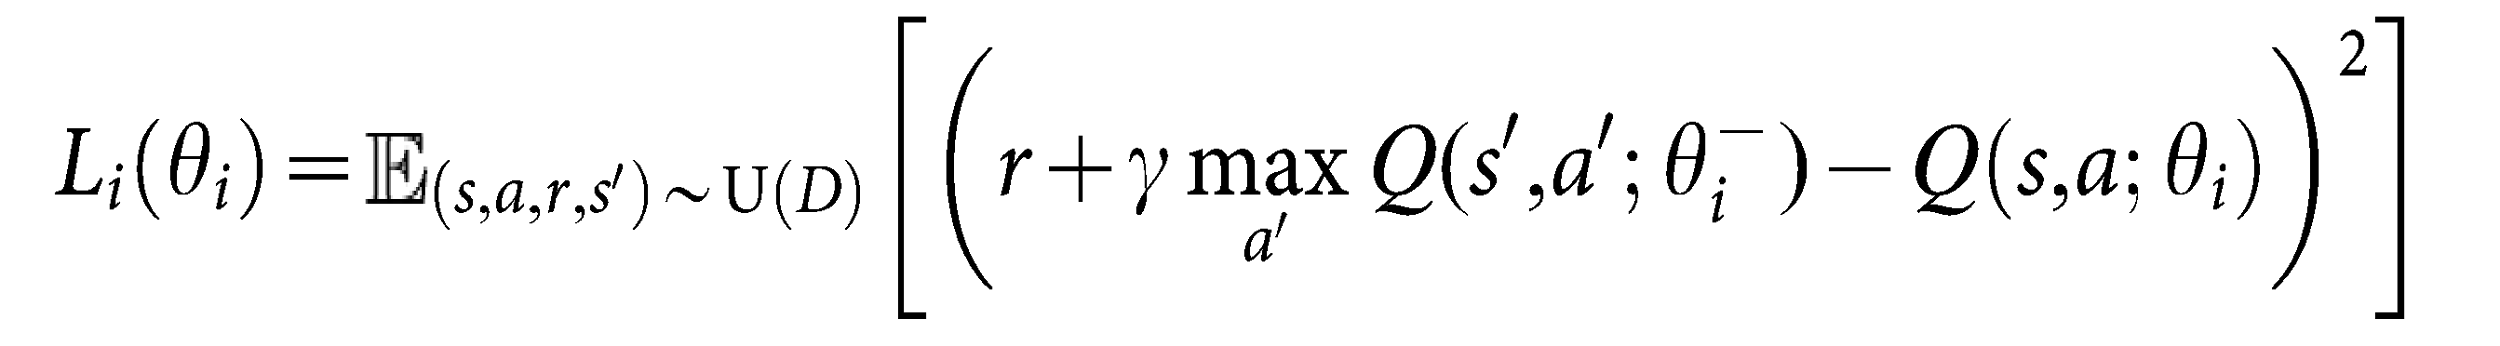 L_i(θ_i) = 𝔼_{(s,a,r,s′) ~ U(D)} [ ( r + γ max_{a′} Q(s′,a′; θ_i^−) − Q(s,a; θ_i) )^2 ]